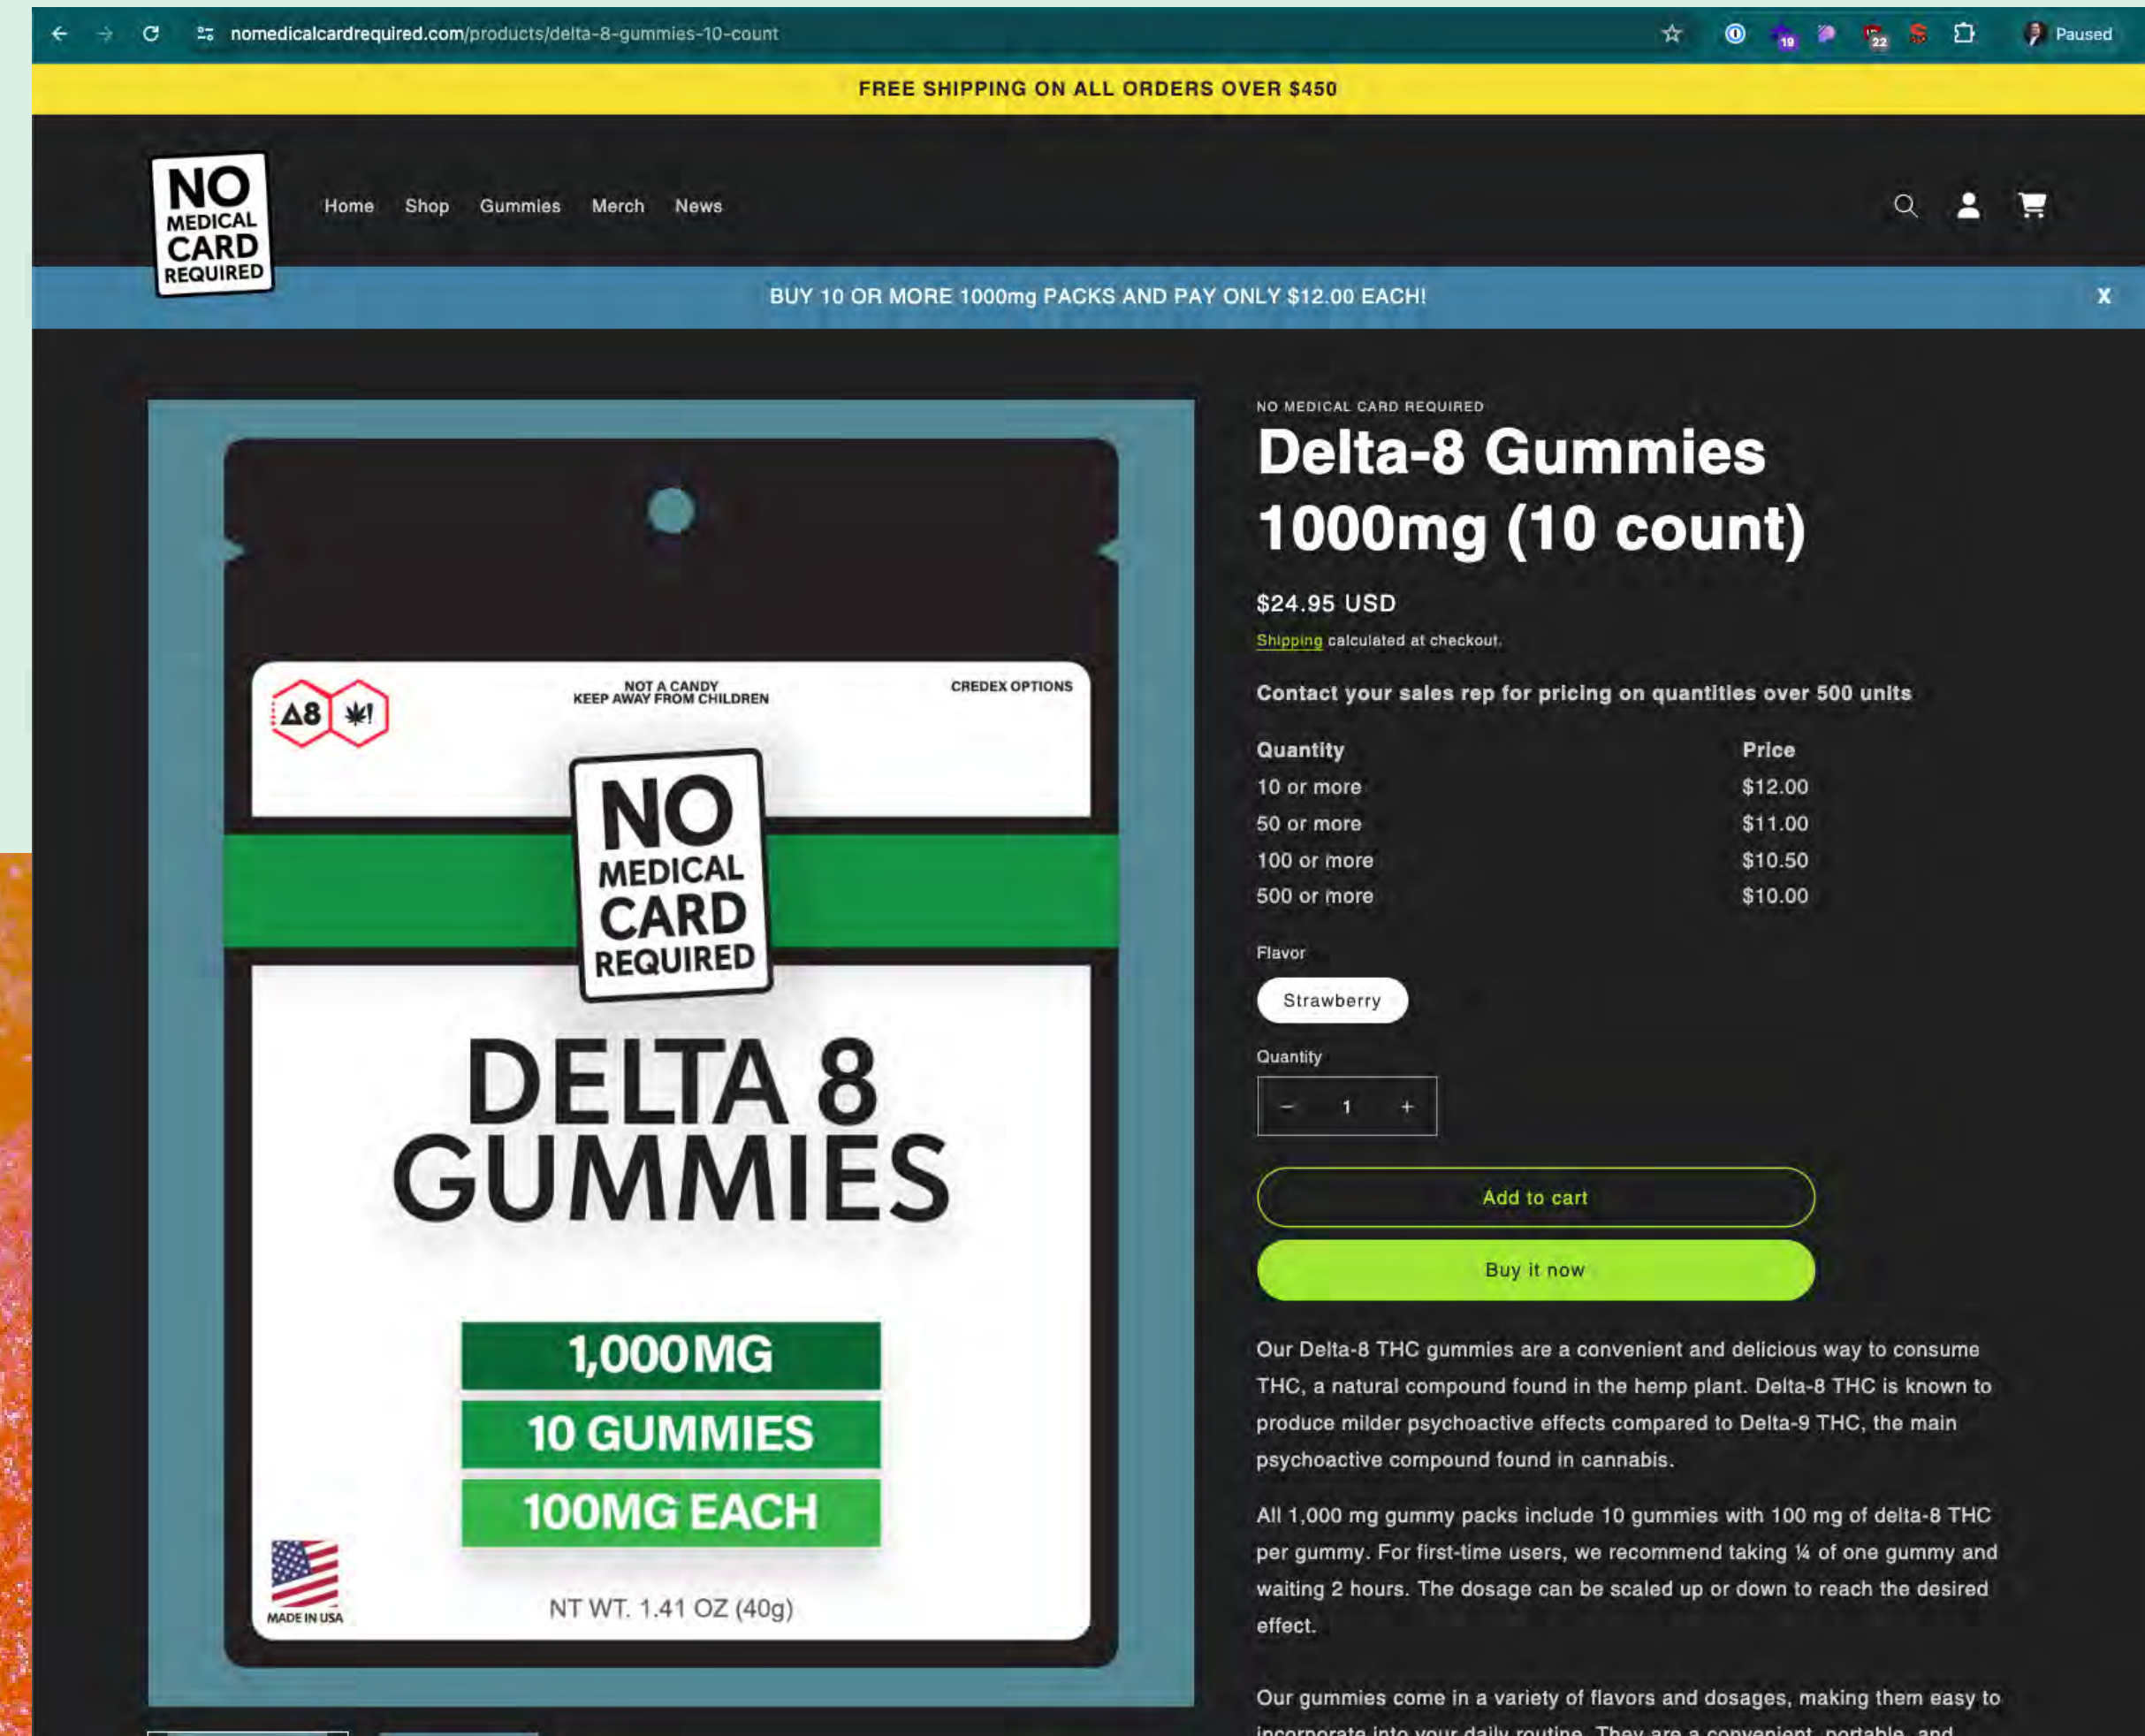 nomedicalcardrequired.com/products/delta-8-gummies-10-count
19
22
Paused
FREE SHIPPING ON ALL ORDERS OVER $450
NO
MEDICAL
CARD
REQUIRED
Home Shop Gummies Merch News
BUY 10 OR MORE 1000mg PACKS AND PAY ONLY $12.00 EACH!
X
Δ8
!
NOT A CANDY
KEEP AWAY FROM CHILDREN
CREDEX OPTIONS
NO
MEDICAL
CARD
REQUIRED
DELTA 8
GUMMIES
1,000MG
10 GUMMIES
100MG EACH
MADE IN USA
NT WT. 1.41 OZ (40g)
NO MEDICAL CARD REQUIRED
Delta-8 Gummies
1000mg (10 count)
$24.95 USD
Shipping calculated at checkout.
Contact your sales rep for pricing on quantities over 500 units
Quantity Price
10 or more $12.00
50 or more $11.00
100 or more $10.50
500 or more $10.00
Flavor
Strawberry
Quantity
− 1 +
Add to cart
Buy it now
Our Delta-8 THC gummies are a convenient and delicious way to consume
THC, a natural compound found in the hemp plant. Delta-8 THC is known to
produce milder psychoactive effects compared to Delta-9 THC, the main
psychoactive compound found in cannabis.
All 1,000 mg gummy packs include 10 gummies with 100 mg of delta-8 THC
per gummy. For first-time users, we recommend taking ¼ of one gummy and
waiting 2 hours. The dosage can be scaled up or down to reach the desired
effect.
Our gummies come in a variety of flavors and dosages, making them easy to
incorporate into your daily routine. They are a convenient, portable, and